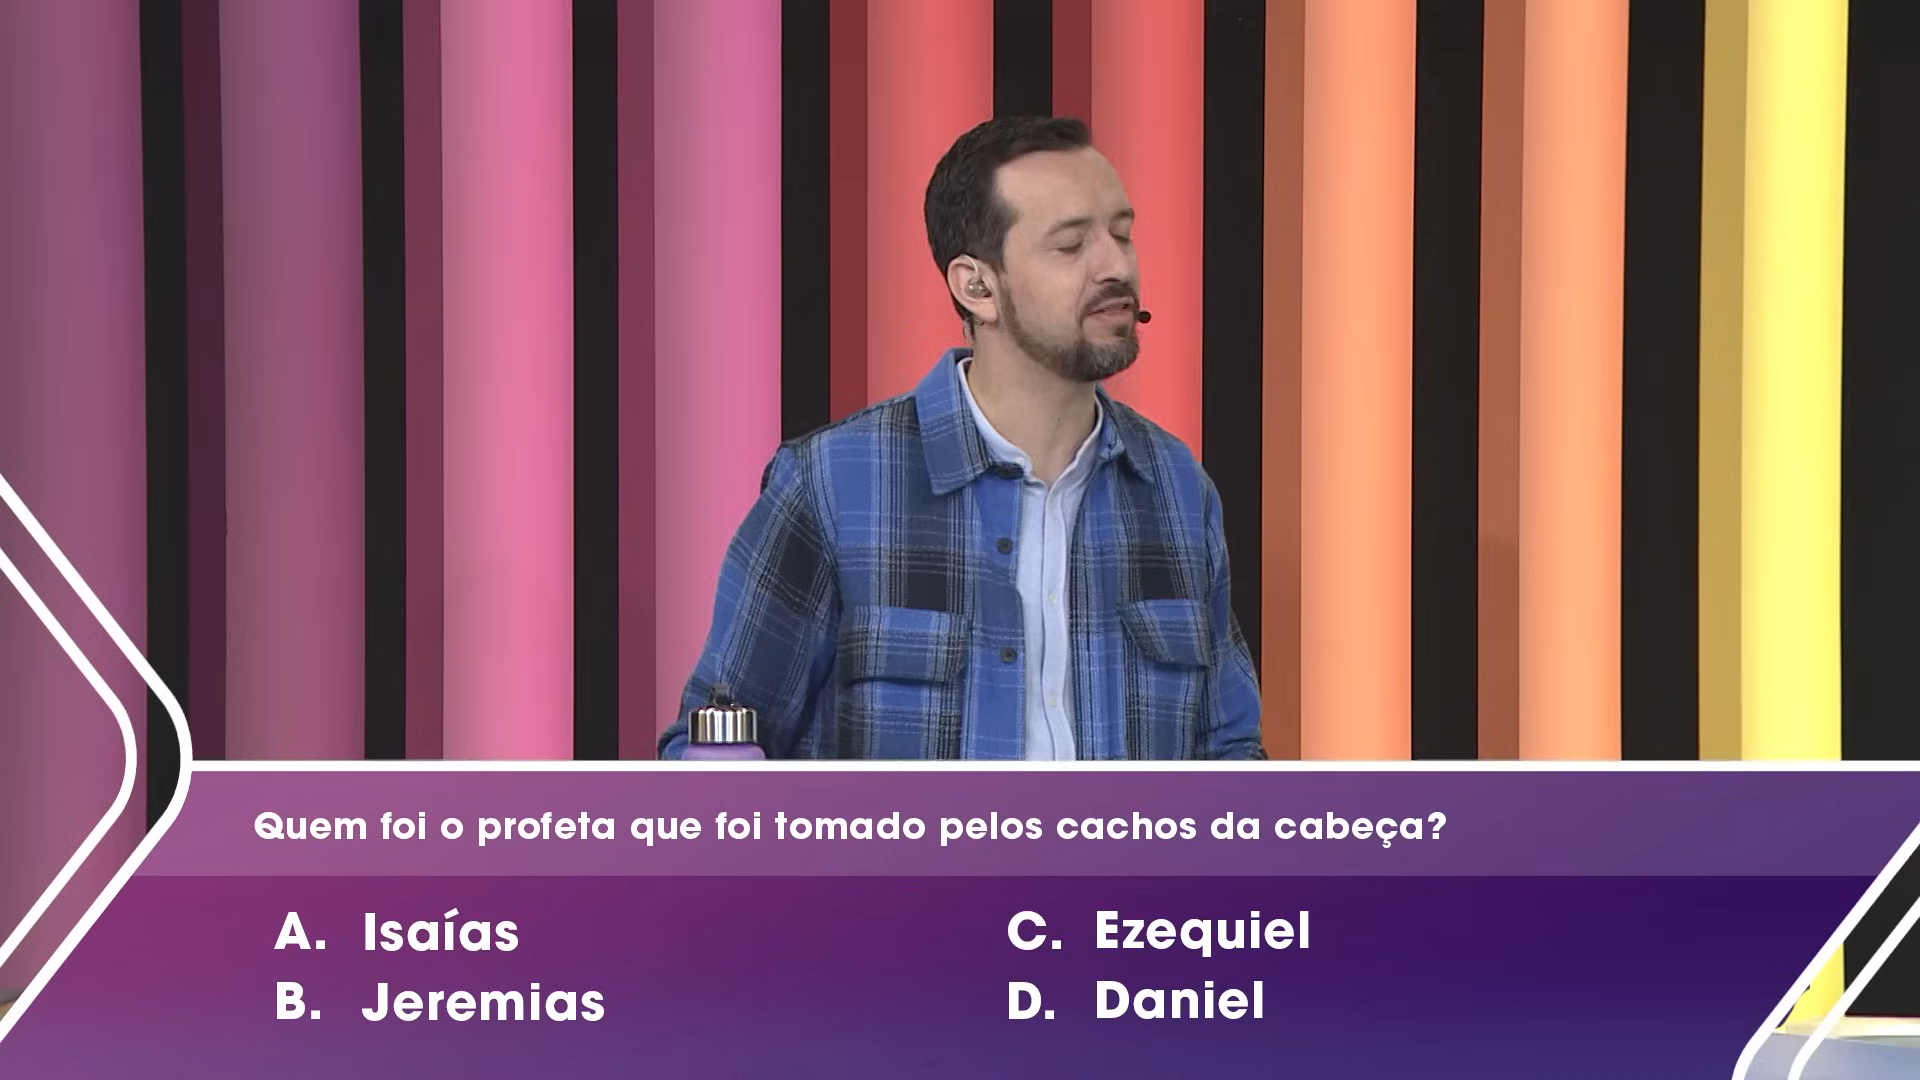 Quem foi o profeta que foi tomado pelos cachos da cabeça?
A. Isaías
B. Jeremias
C. Ezequiel
D. Daniel